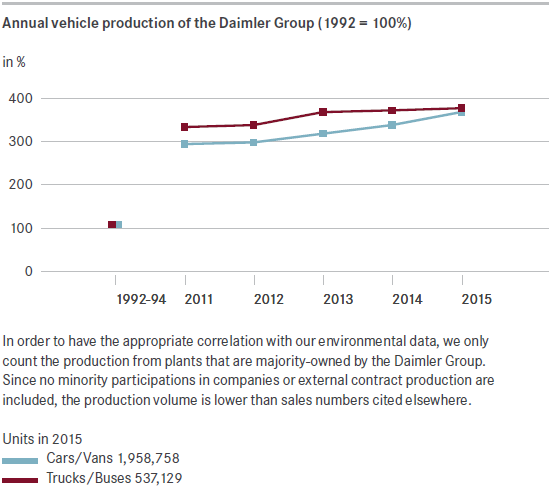 Annual vehicle production of the Daimler Group (1992 = 100%)
in %
400
300
200
100
0
1992-94 2011 2012 2013 2014 2015
In order to have the appropriate correlation with our environmental data, we only
count the production from plants that are majority-owned by the Daimler Group.
Since no minority participations in companies or external contract production are
included, the production volume is lower than sales numbers cited elsewhere.
Units in 2015
Cars/Vans 1,958,758
Trucks/Buses 537,129